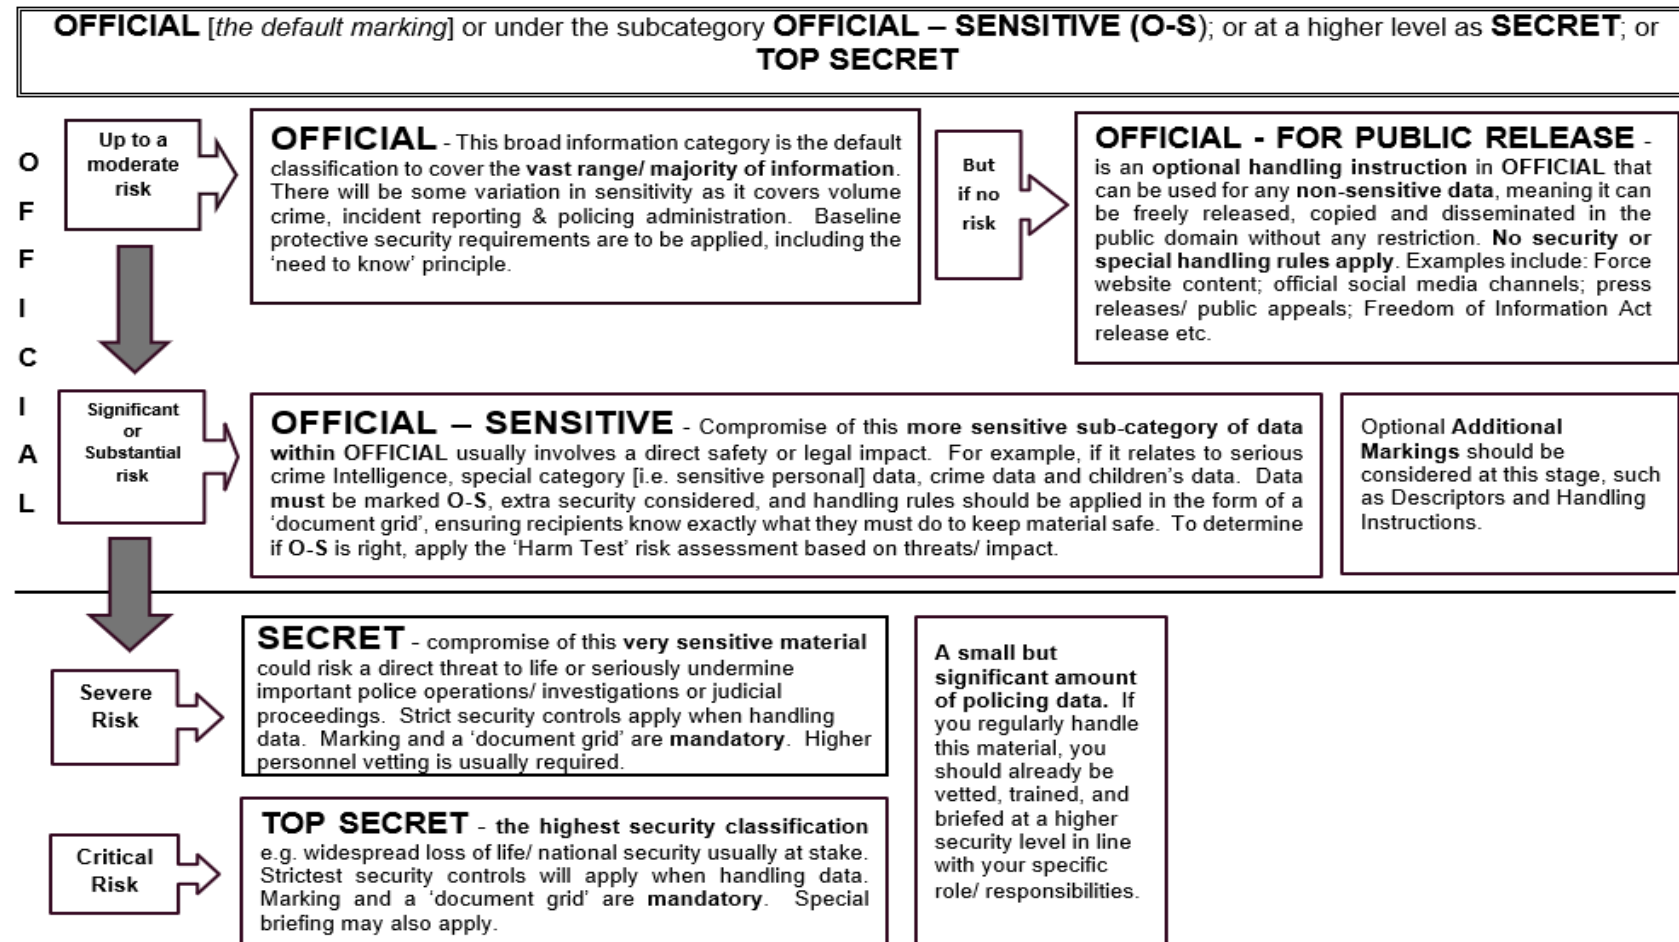 OFFICIAL [the default marking] or under the subcategory OFFICIAL – SENSITIVE (O-S); or at a higher level as SECRET; or
TOP SECRET
O
F
F
I
C
I
A
L
Up to a
moderate
risk
OFFICIAL - This broad information category is the default
classification to cover the vast range/ majority of information.
There will be some variation in sensitivity as it covers volume
crime, incident reporting & policing administration. Baseline
protective security requirements are to be applied, including the
‘need to know’ principle.
But
if no
risk
OFFICIAL - FOR PUBLIC RELEASE -
is an optional handling instruction in OFFICIAL that
can be used for any non-sensitive data, meaning it can
be freely released, copied and disseminated in the
public domain without any restriction. No security or
special handling rules apply. Examples include: Force
website content; official social media channels; press
releases/ public appeals; Freedom of Information Act
release etc.
Significant
or
Substantial
risk
OFFICIAL – SENSITIVE - Compromise of this more sensitive sub-category of data
within OFFICIAL usually involves a direct safety or legal impact. For example, if it relates to serious
crime Intelligence, special category [i.e. sensitive personal] data, crime data and children’s data. Data
must be marked O-S, extra security considered, and handling rules should be applied in the form of a
‘document grid’, ensuring recipients know exactly what they must do to keep material safe. To determine
if O-S is right, apply the ‘Harm Test’ risk assessment based on threats/ impact.
Optional Additional
Markings should be
considered at this stage, such
as Descriptors and Handling
Instructions.
Severe
Risk
SECRET - compromise of this very sensitive material
could risk a direct threat to life or seriously undermine
important police operations/ investigations or judicial
proceedings. Strict security controls apply when handling
data. Marking and a ‘document grid’ are mandatory. Higher
personnel vetting is usually required.
A small but
significant amount
of policing data. If
you regularly handle
this material, you
should already be
vetted, trained, and
briefed at a higher
security level in line
with your specific
role/ responsibilities.
Critical
Risk
TOP SECRET - the highest security classification
e.g. widespread loss of life/ national security usually at stake.
Strictest security controls will apply when handling data.
Marking and a ‘document grid’ are mandatory. Special
briefing may also apply.